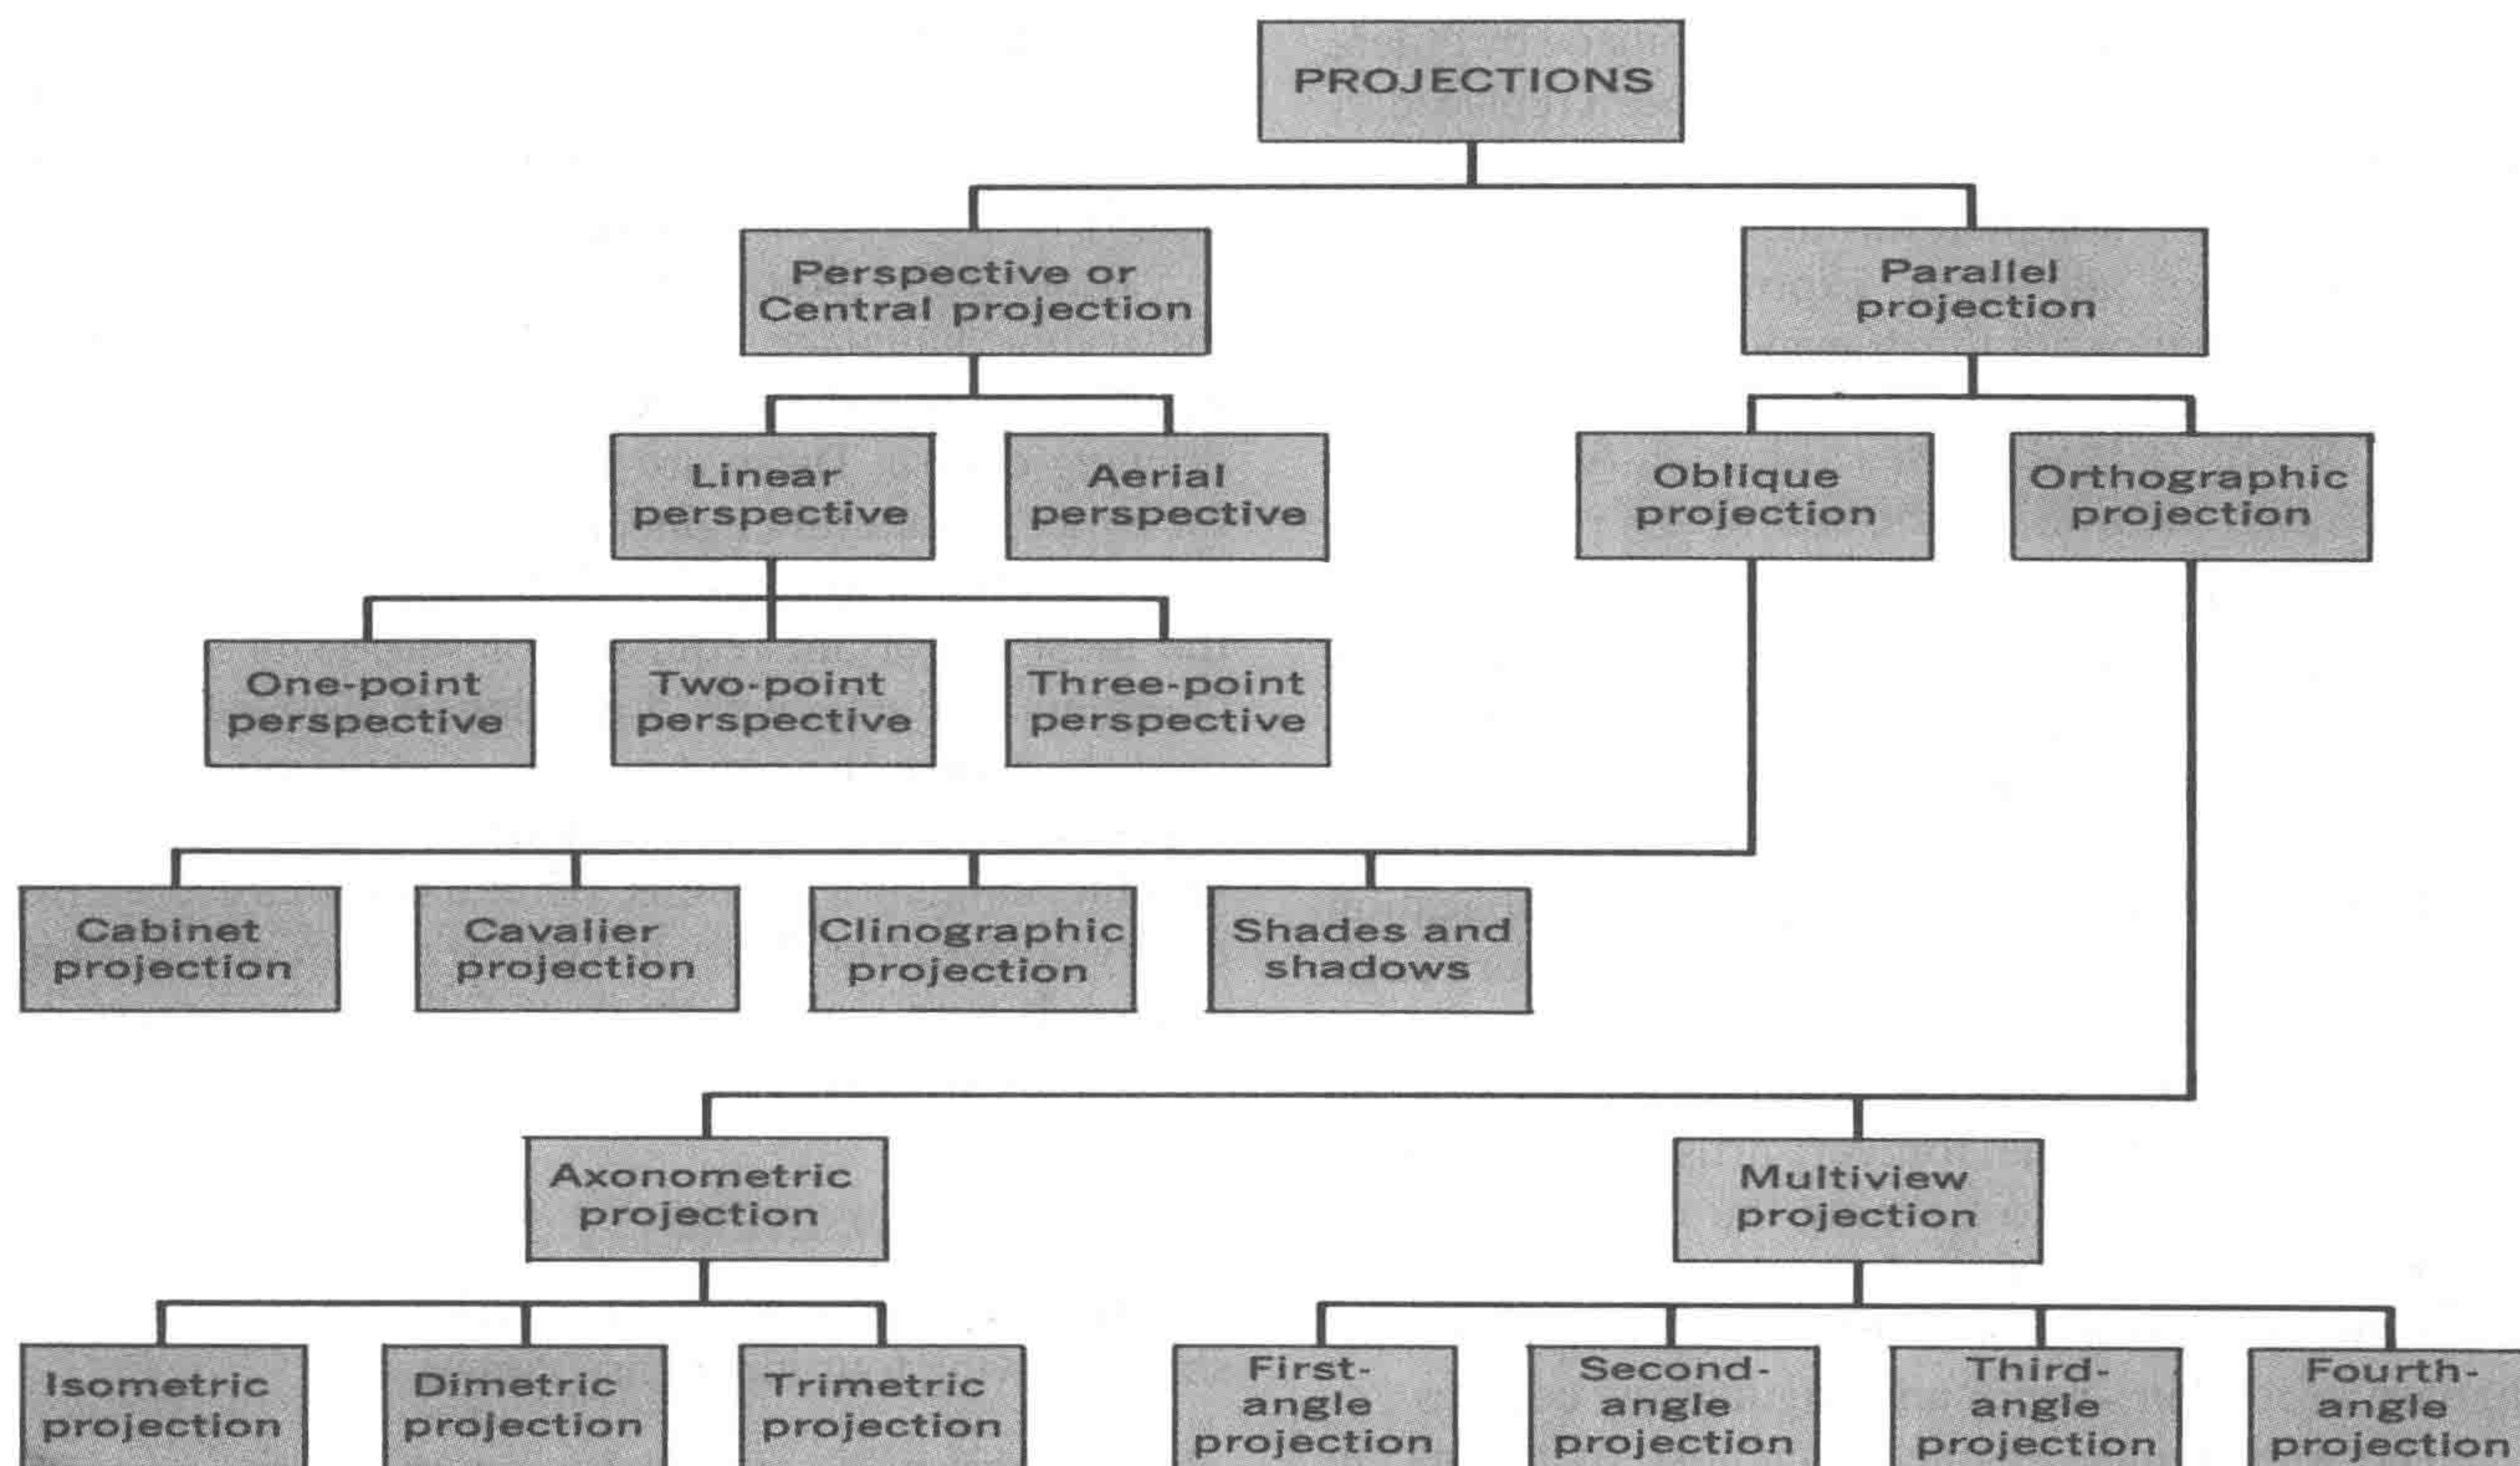 PROJECTIONS
Perspective or
Central projection
Parallel
projection
Linear
perspective
Aerial
perspective
Oblique
projection
Orthographic
projection
One-point
perspective
Two-point
perspective
Three-point
perspective
Cabinet
projection
Cavalier
projection
Clinographic
projection
Shades and
shadows
Axonometric
projection
Multiview
projection
Isometric
projection
Dimetric
projection
Trimetric
projection
First-
angle
projection
Second-
angle
projection
Third-
angle
projection
Fourth-
angle
projection